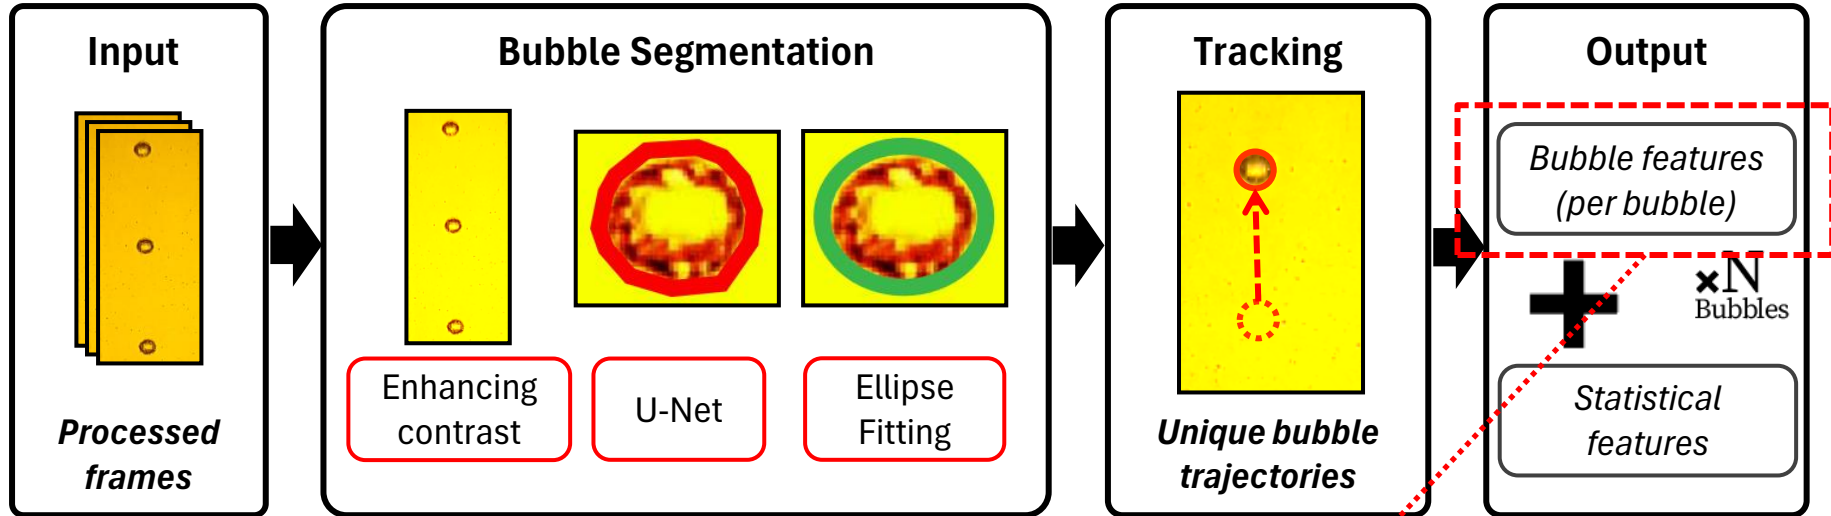 Input
Processed
frames
Bubble Segmentation
Enhancing
contrast
U-Net
Ellipse
Fitting
Tracking
Unique bubble
trajectories
Output
Bubble features
(per bubble)
×N
Bubbles
Statistical
features